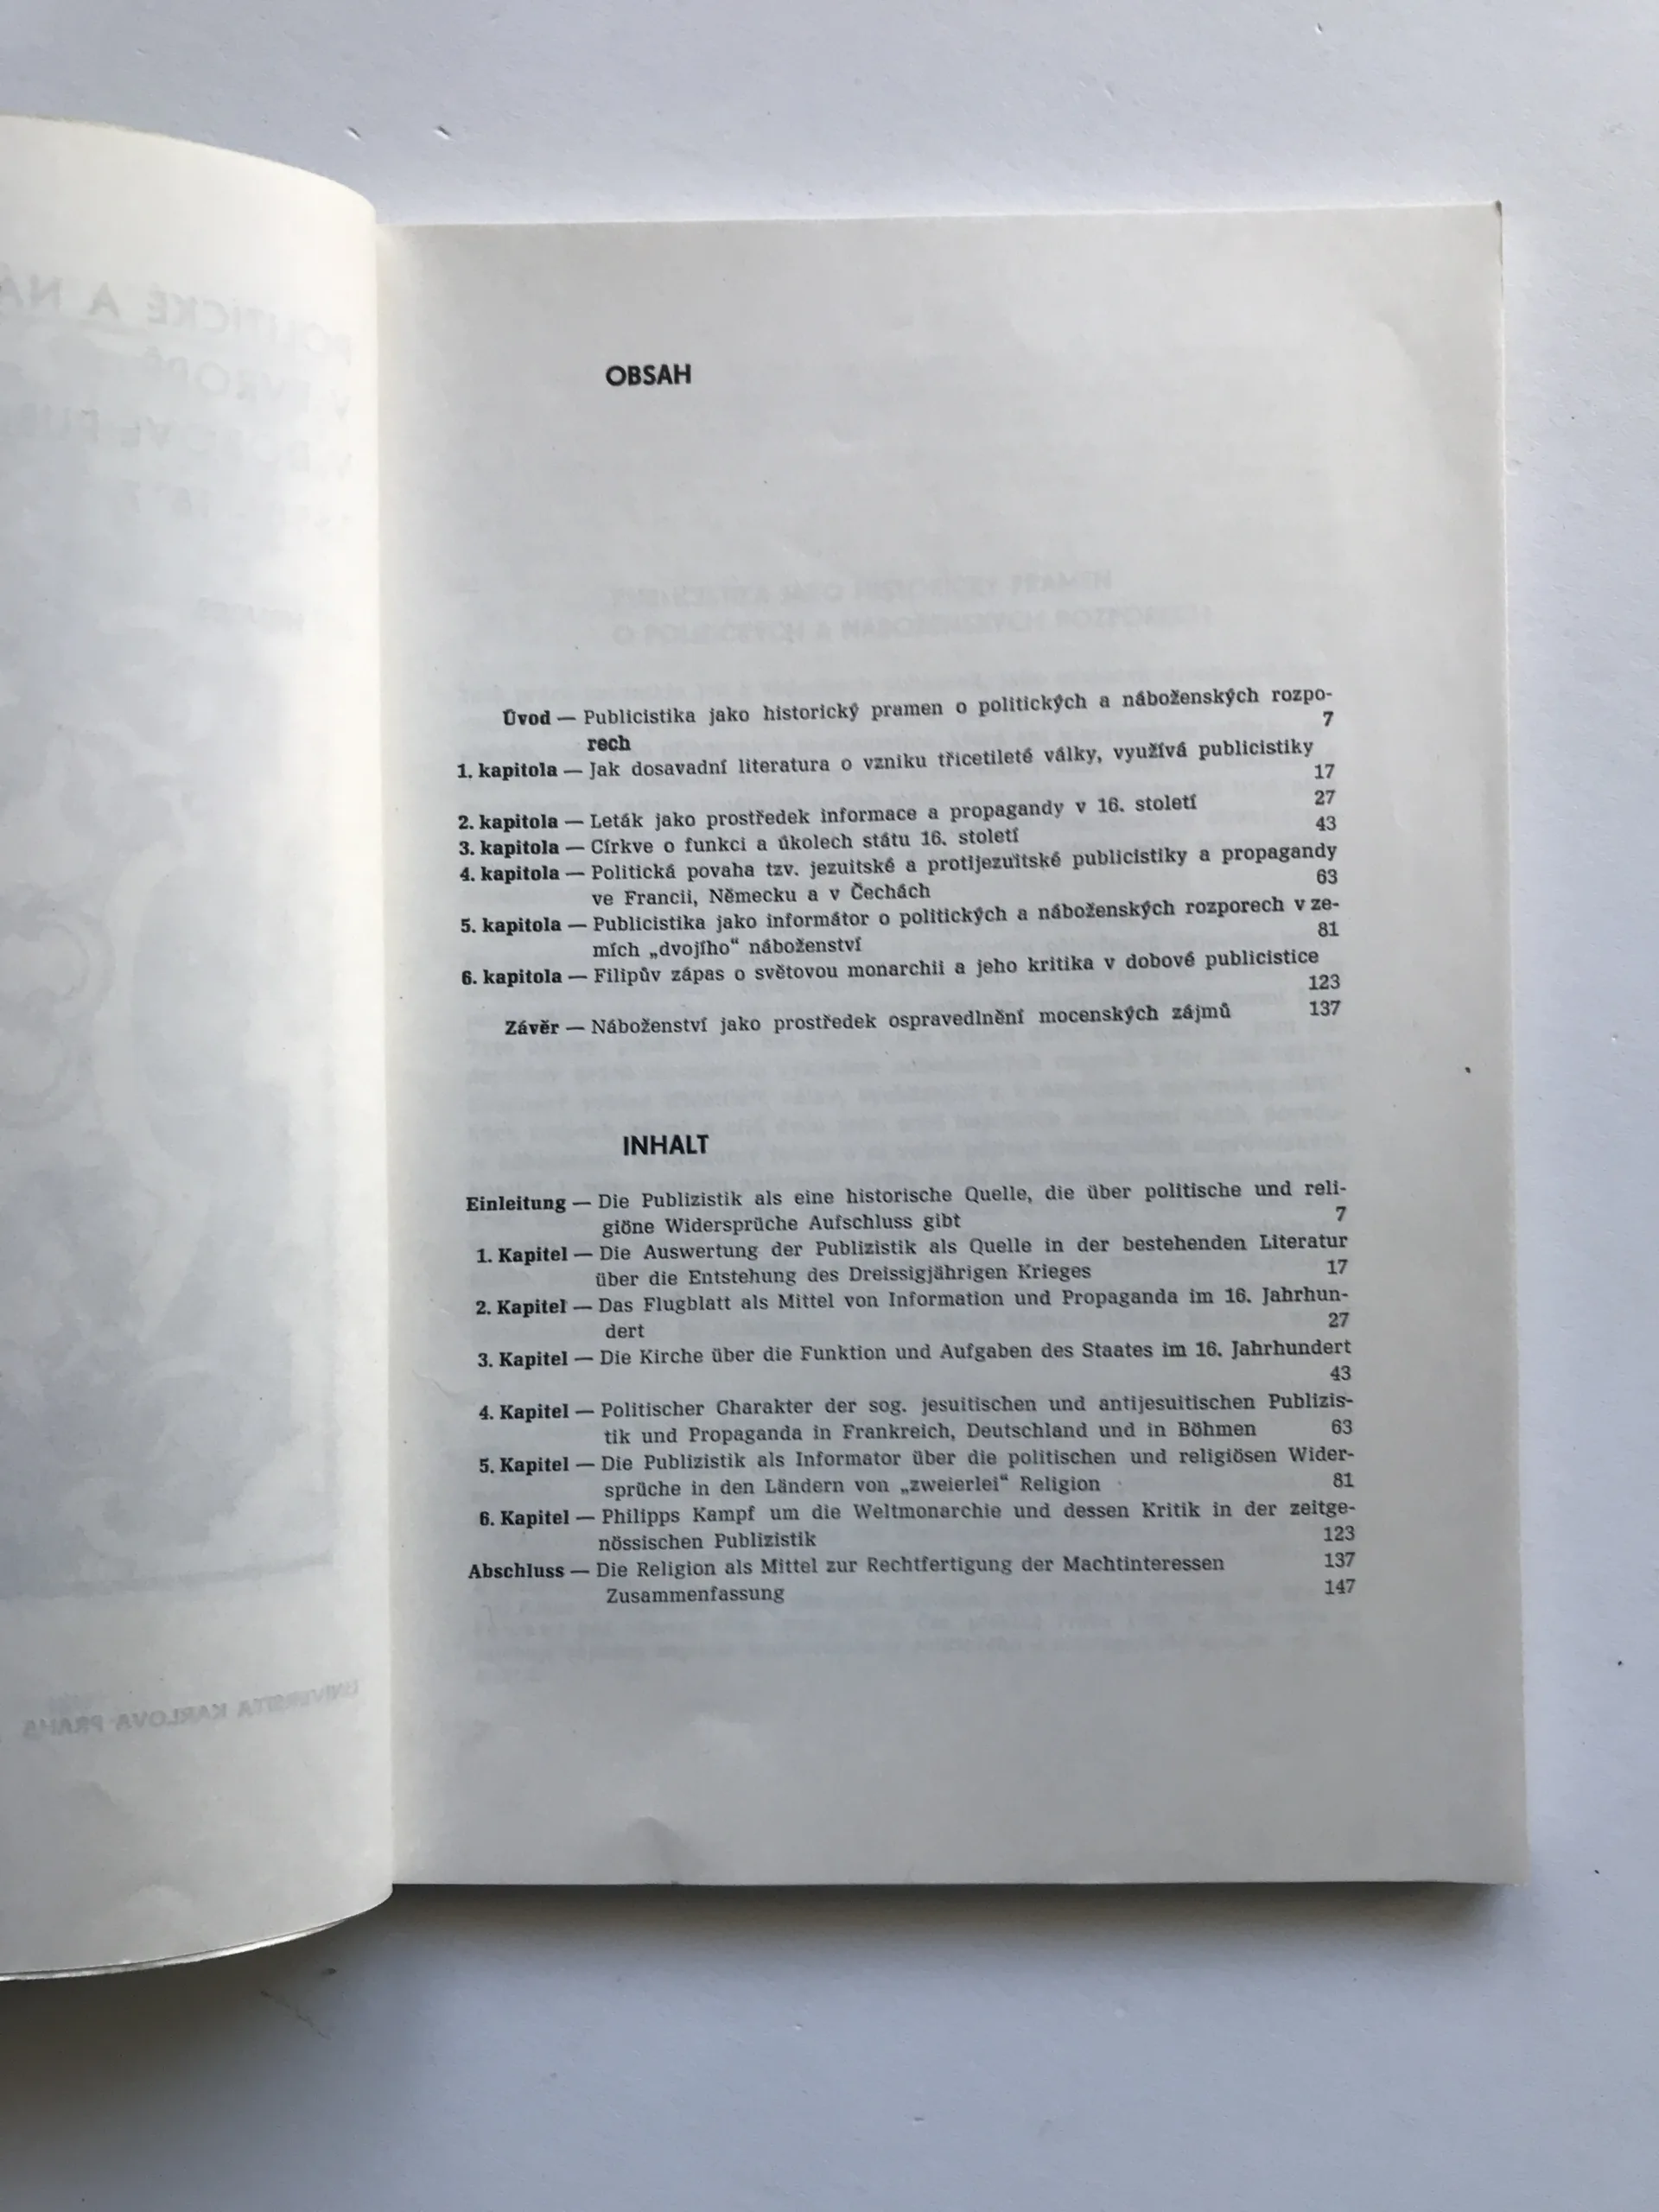 OBSAH
Úvod — Publicistika jako historický pramen o politických a náboženských rozpo-
rech 7
1. kapitola — Jak dosavadní literatura o vzniku třicetileté války, využívá publicistiky
17
2. kapitola — Leták jako prostředek informace a propagandy v 16. století 27
3. kapitola — Církve o funkci a úkolech státu 16. století 43
4. kapitola — Politická povaha tzv. jezuitské a protijezuitské publicistiky a propagandy
ve Francii, Německu a v Čechách 63
5. kapitola — Publicistika jako informátor o politických a náboženských rozporech v ze-
mích „dvojího“ náboženství 81
6. kapitola — Filipův zápas o světovou monarchii a jeho kritika v dobové publicistice
123
Závěr — Náboženství jako prostředek ospravedlnění mocenských zájmů 137
INHALT
Einleitung — Die Publizistik als eine historische Quelle, die über politische und reli-
giöne Widersprüche Aufschluss gibt 7
1. Kapitel — Die Auswertung der Publizistik als Quelle in der bestehenden Literatur
über die Entstehung des Dreissigjährigen Krieges 17
2. Kapitel — Das Flugblatt als Mittel von Information und Propaganda im 16. Jahrhun-
dert 27
3. Kapitel — Die Kirche über die Funktion und Aufgaben des Staates im 16. Jahrhundert
43
4. Kapitel — Politischer Charakter der sog. jesuitischen und antijesuitischen Publizis-
tik und Propaganda in Frankreich, Deutschland und in Böhmen 63
5. Kapitel — Die Publizistik als Informator über die politischen und religiösen Wider-
sprüche in den Ländern von „zweierlei“ Religion 81
6. Kapitel — Philipps Kampf um die Weltmonarchie und dessen Kritik in der zeitge-
nössischen Publizistik 123
Abschluss — Die Religion als Mittel zur Rechtfertigung der Machtinteressen 137
Zusammenfassung 147